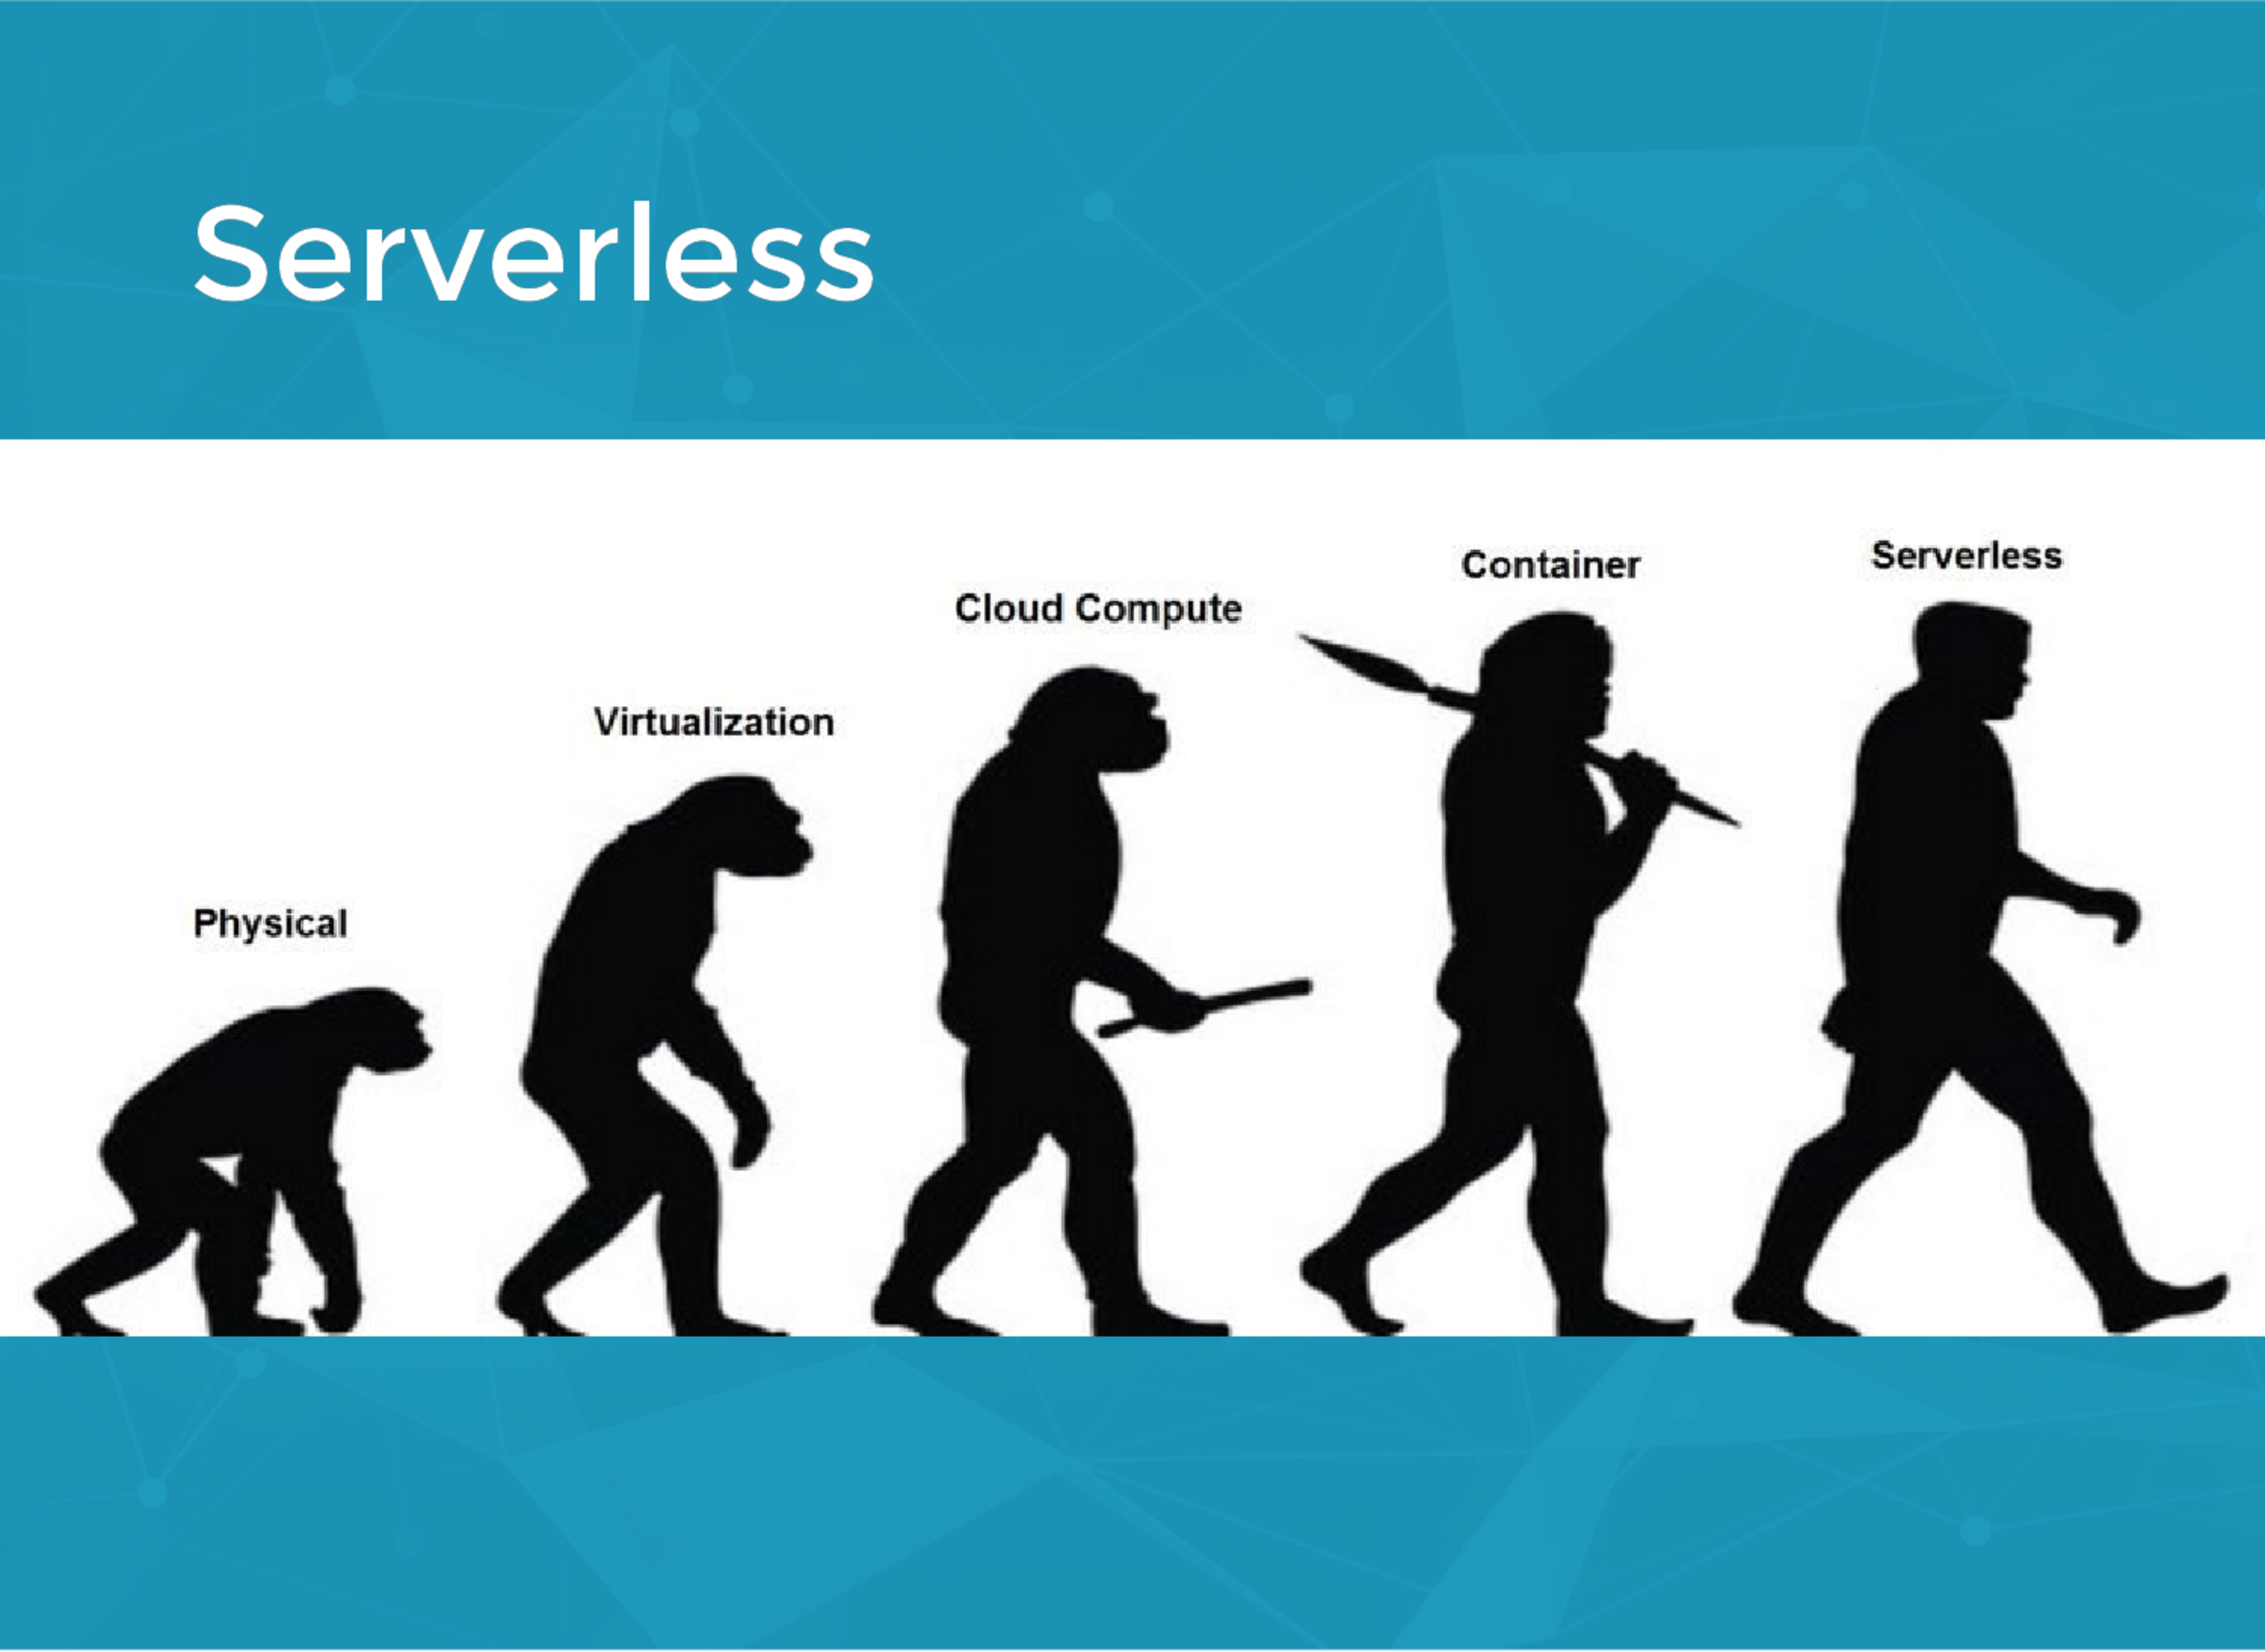 Serverless
Physical
Virtualization
Cloud Compute
Container
Serverless